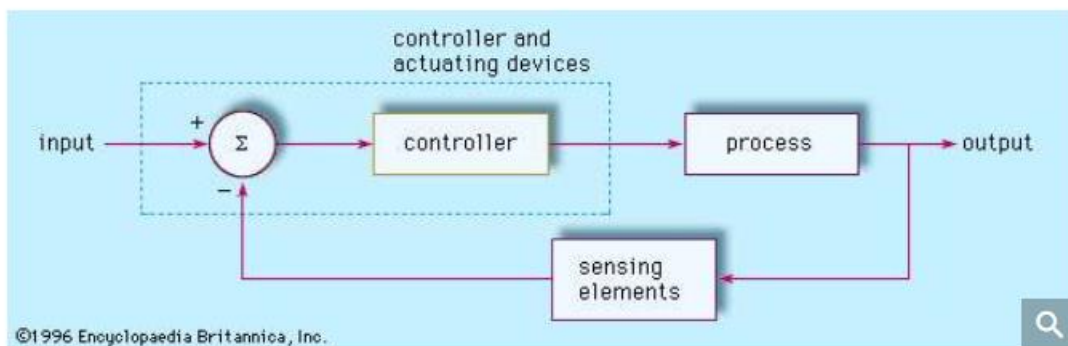 controller and
actuating devices
input
+
Σ
−
controller
process
output
sensing
elements
©1996 Encyclopaedia Britannica, Inc.